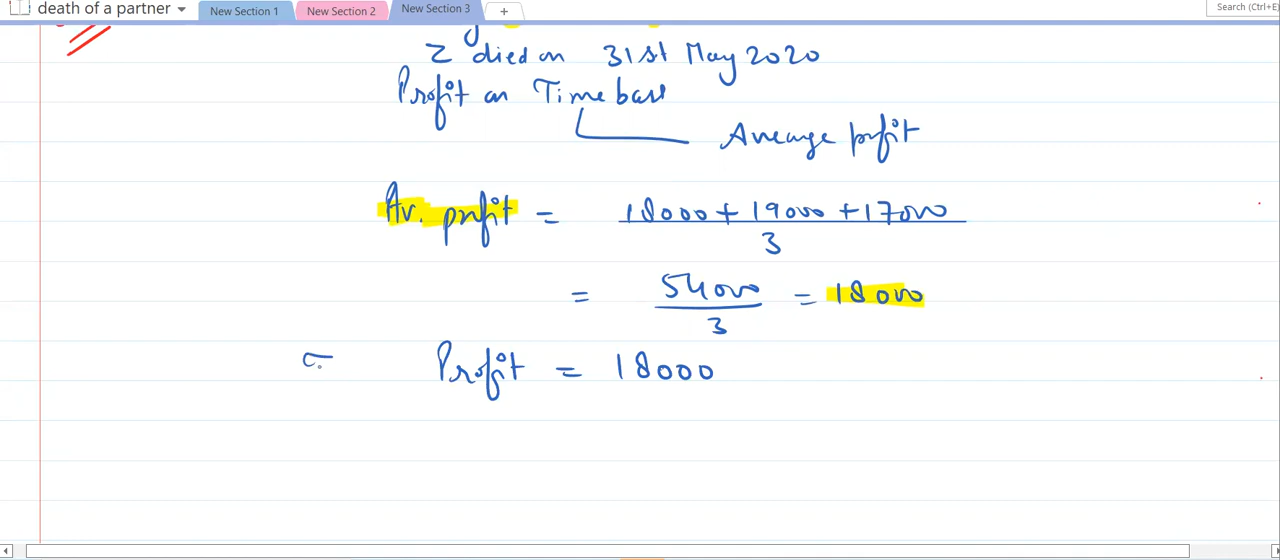 death of a partner
New Section 1
New Section 2
New Section 3
Search (Ctrl+E)
Z died on 31st May 2020
Profit on Time base
Average profit
Av. profit = 18000 + 19000 + 17000
3
= 54000 = 18000
3
Profit = 18000